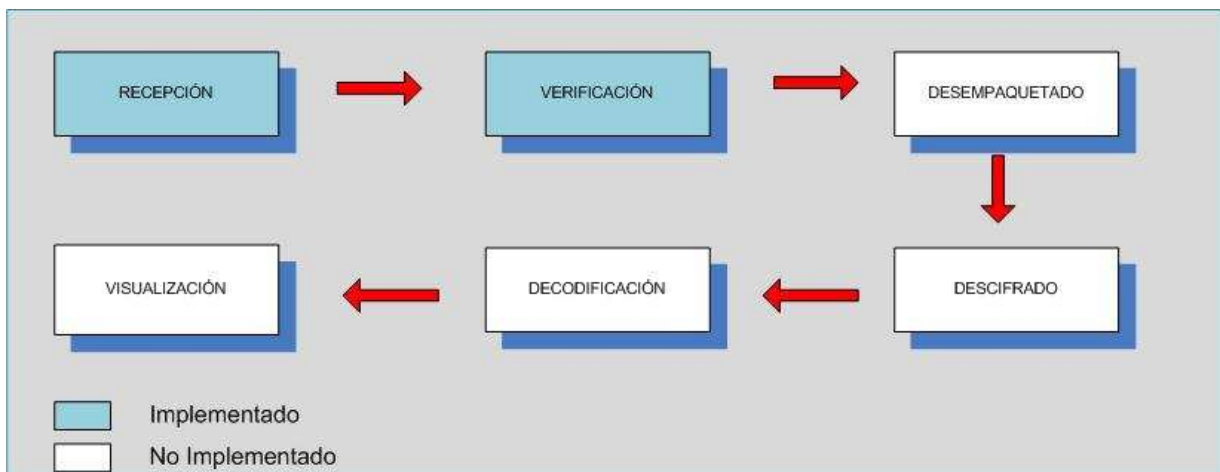 RECEPCIÓN
VERIFICACIÓN
DESEMPAQUETADO
DESCIFRADO
DECODIFICACIÓN
VISUALIZACIÓN
Implementado
No Implementado